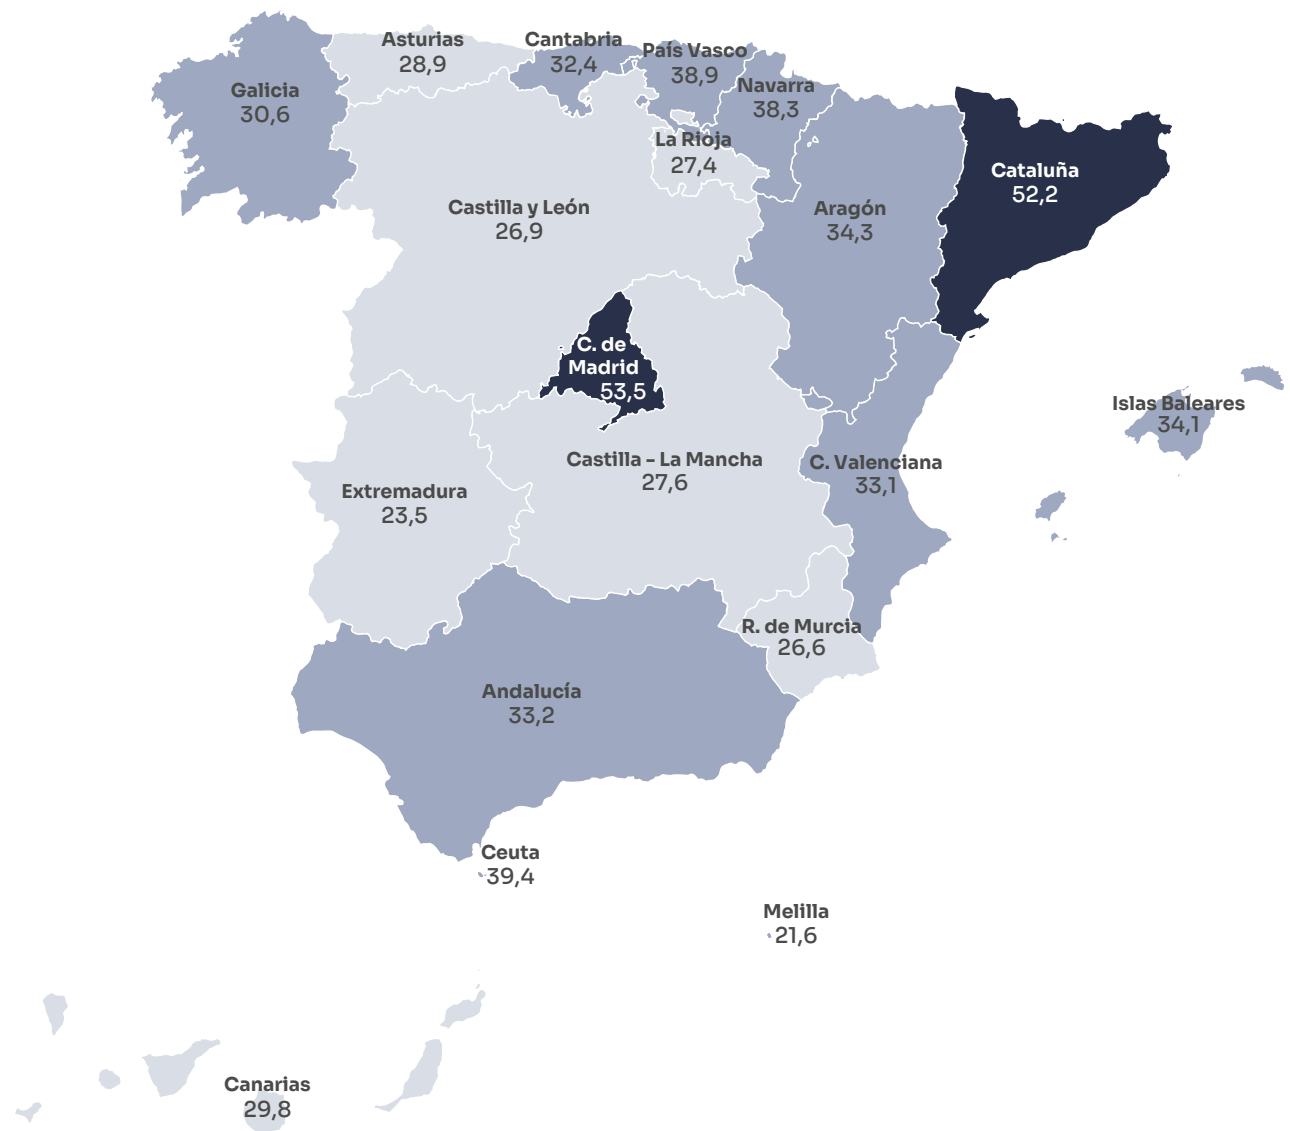 Asturias
28,9
Cantabria
32,4
País Vasco
38,9
Navarra
38,3
Galicia
30,6
La Rioja
27,4
Cataluña
52,2
Castilla y León
26,9
Aragón
34,3
C. de
Madrid
53,5
Islas Baleares
34,1
Castilla - La Mancha
27,6
C. Valenciana
33,1
Extremadura
23,5
R. de Murcia
26,6
Andalucía
33,2
Ceuta
39,4
Melilla
21,6
Canarias
29,8